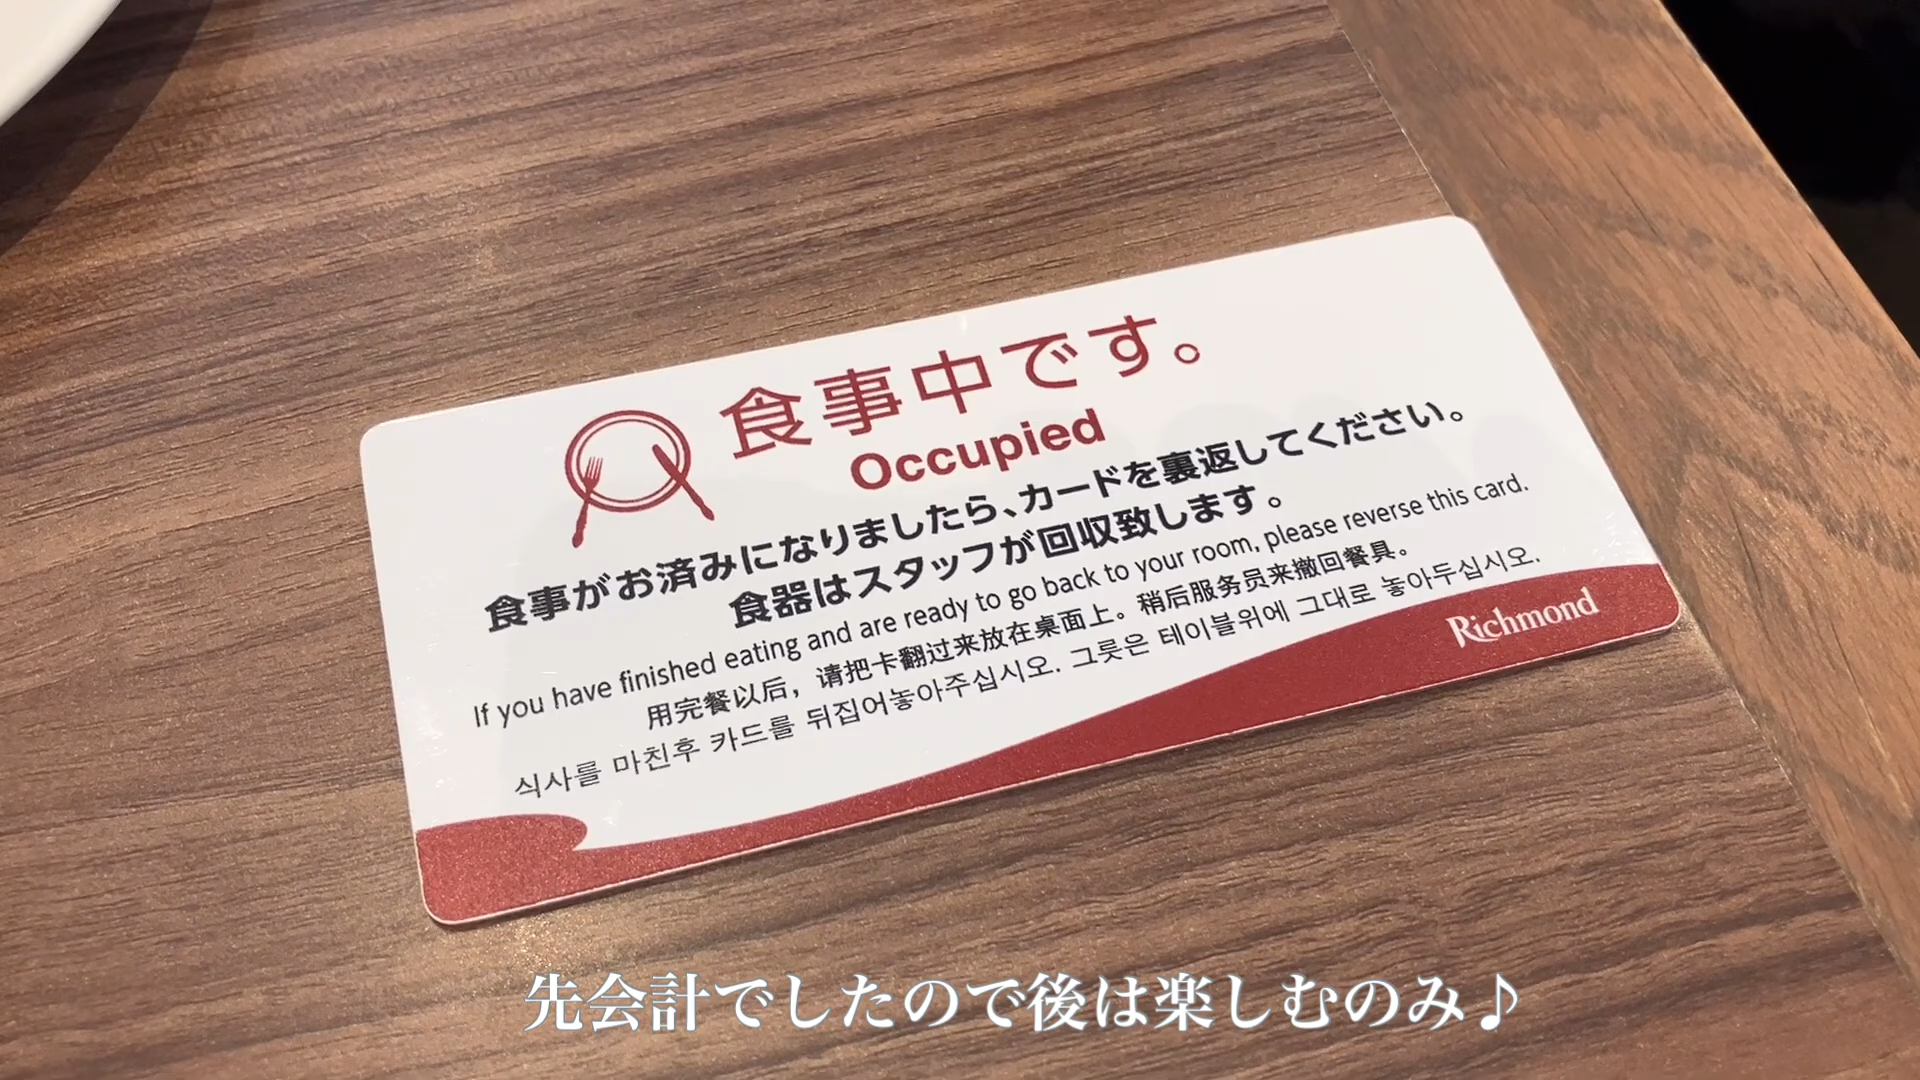 食事中です。
Occupied
食事がお済みになりましたら、カードを裏返してください。
食器はスタッフが回収致します。
If you have finished eating and are ready to go back to your room, please reverse this card.
用完餐以后，请把卡翻过来放在桌面上。稍后服务员来撤回餐具。
식사를 마친후 카드를 뒤집어놓아주십시오. 그릇은 테이블위에 그대로 놓아두십시오.
Richmond
先会計でしたので後は楽しむのみ♪